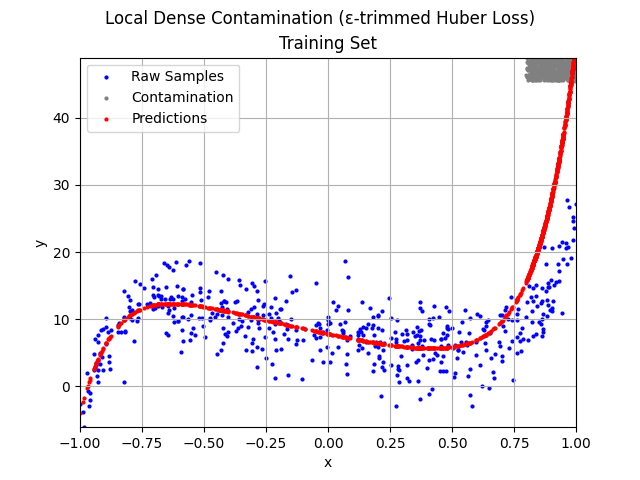 Local Dense Contamination (ε-trimmed Huber Loss)
Training Set
Raw Samples
Contamination
Predictions
y
40
30
20
10
0
−1.00 −0.75 −0.50 −0.25 0.00 0.25 0.50 0.75 1.00
x